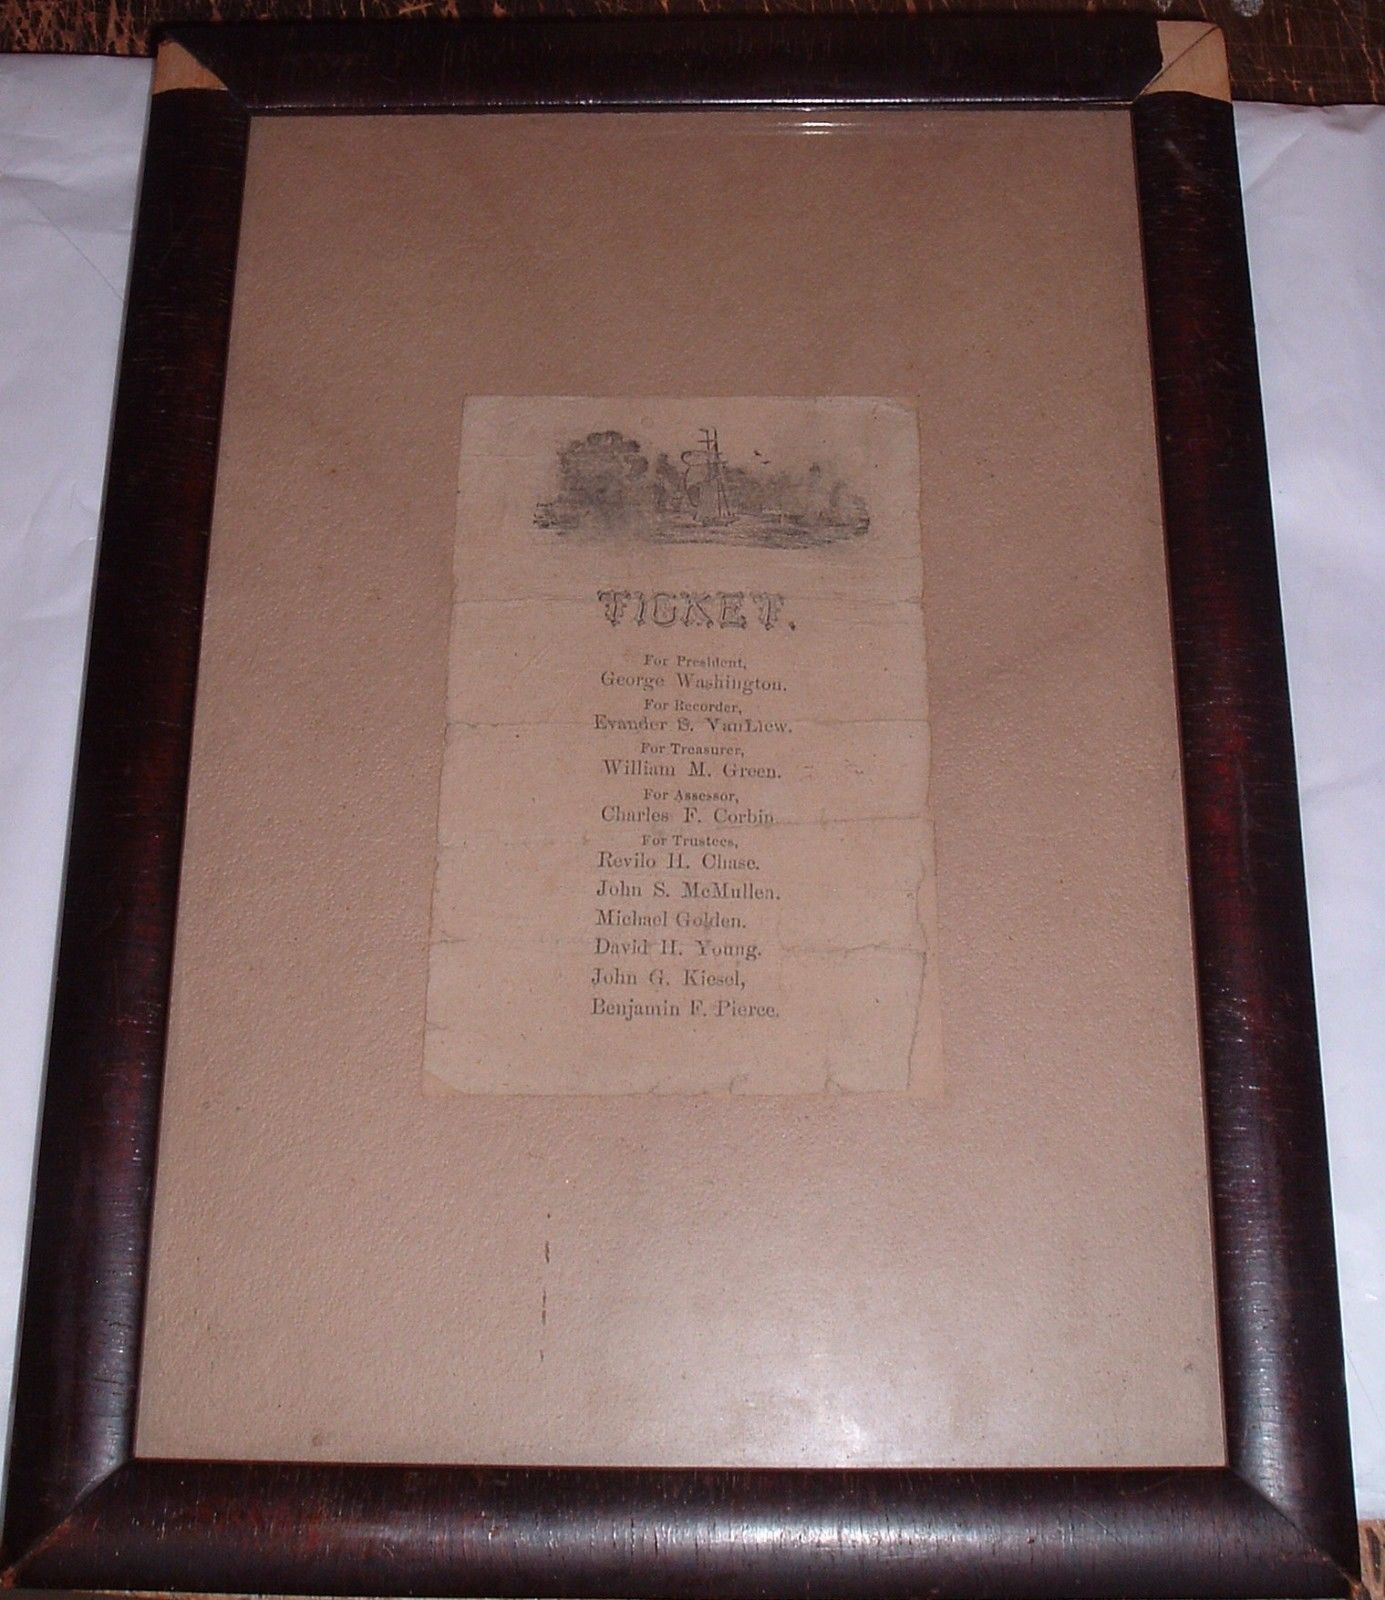 TICKET.
For President,
George Washington.
For Recorder,
Evander S. VanLiew.
For Treasurer,
William M. Green.
For Assessor,
Charles F. Corbin.
For Trustees,
Revilo H. Chase.
John S. McMullen.
Michael Golden.
David H. Young.
John G. Kiesel,
Benjamin F. Pierce.